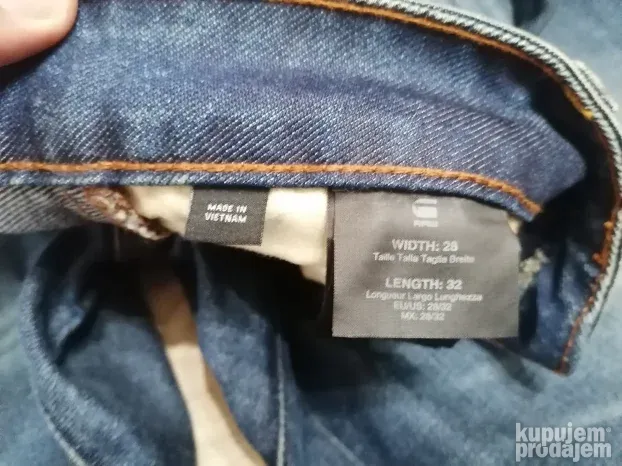 MADE IN
VIETNAM
WIDTH: 28
Taille Talla Taglia Breite
LENGTH: 32
Longueur Largo Lunghezza
EU/US: 28/32
MX: 28/32
kupujem
prodajem